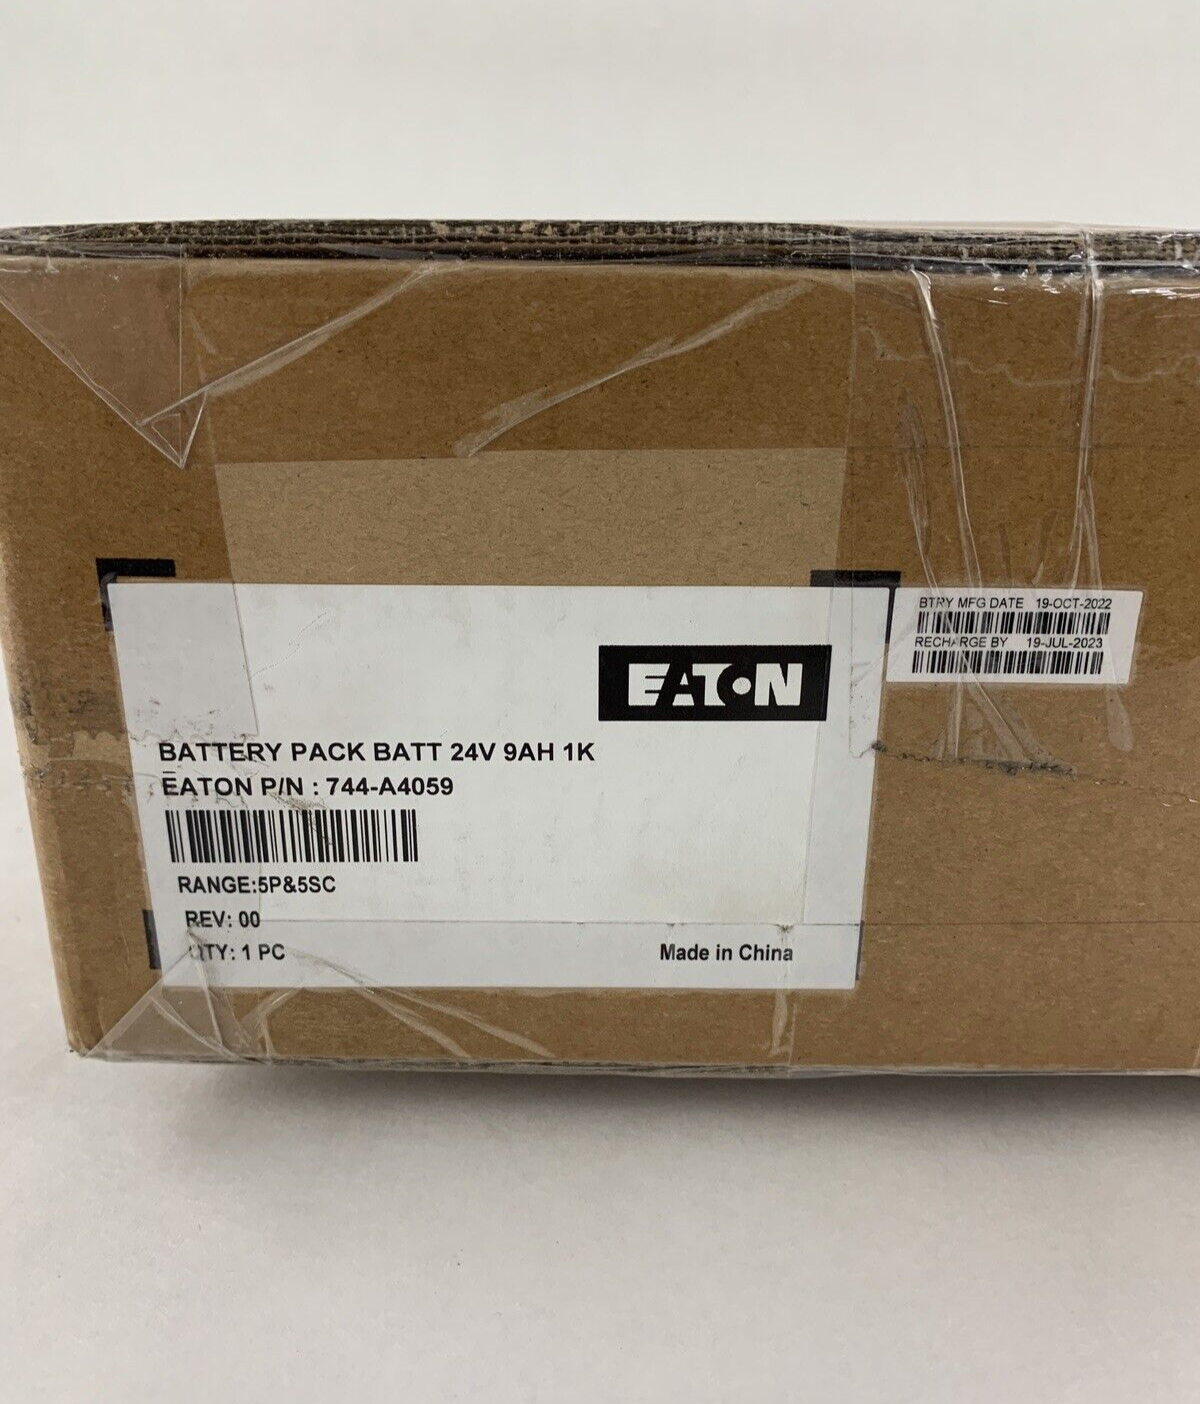 BTRY MFG DATE 19-OCT-2022
RECHARGE BY 19-JUL-2023
EATON
BATTERY PACK BATT 24V 9AH 1K
EATON P/N : 744-A4059
RANGE:5P&5SC
REV: 00
QTY: 1 PC
Made in China